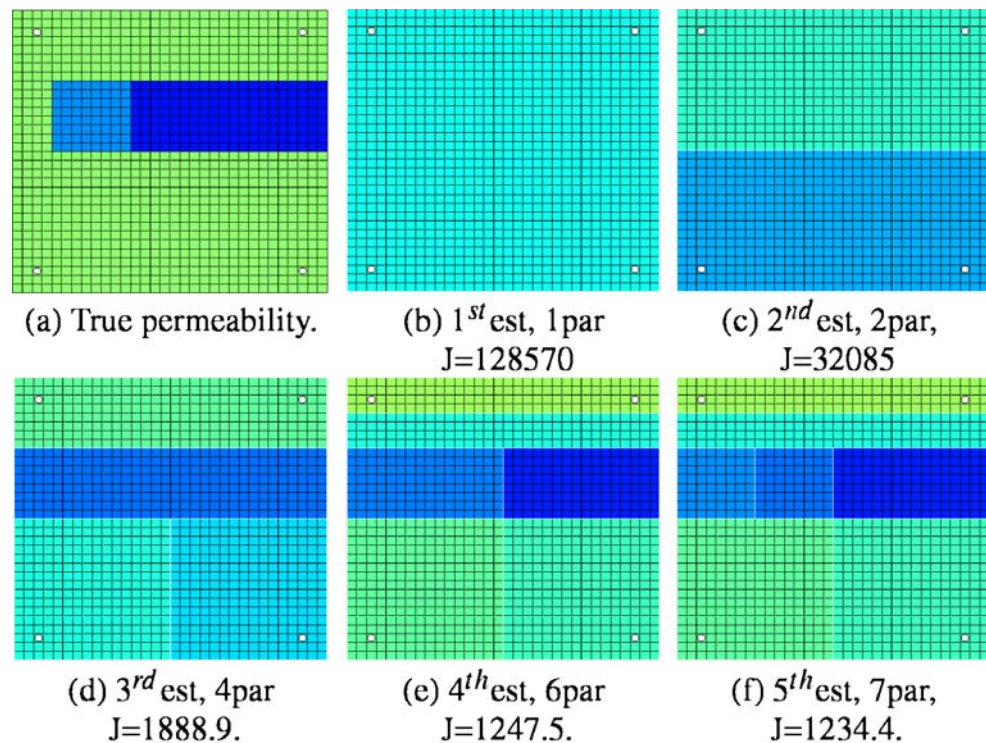 (a) True permeability.
(b) 1st est, 1par
J=128570
(c) 2nd est, 2par,
J=32085
(d) 3rd est, 4par
J=1888.9.
(e) 4th est, 6par
J=1247.5.
(f) 5th est, 7par,
J=1234.4.